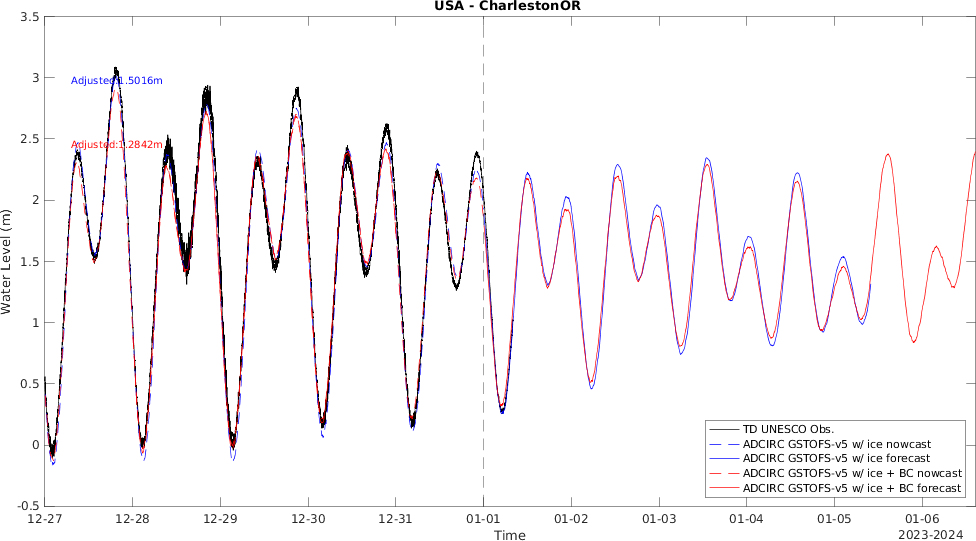 USA - CharlestonOR
3.5
3
2.5
2
1.5
1
0.5
0
-0.5
Water Level (m)
Adjusted:1.5016m
Adjusted:1.2842m
TD UNESCO Obs.
ADCIRC GSTOFS-v5 w/ ice nowcast
ADCIRC GSTOFS-v5 w/ ice forecast
ADCIRC GSTOFS-v5 w/ ice + BC nowcast
ADCIRC GSTOFS-v5 w/ ice + BC forecast
12-27 12-28 12-29 12-30 12-31 01-01 01-02 01-03 01-04 01-05 01-06
Time
2023-2024